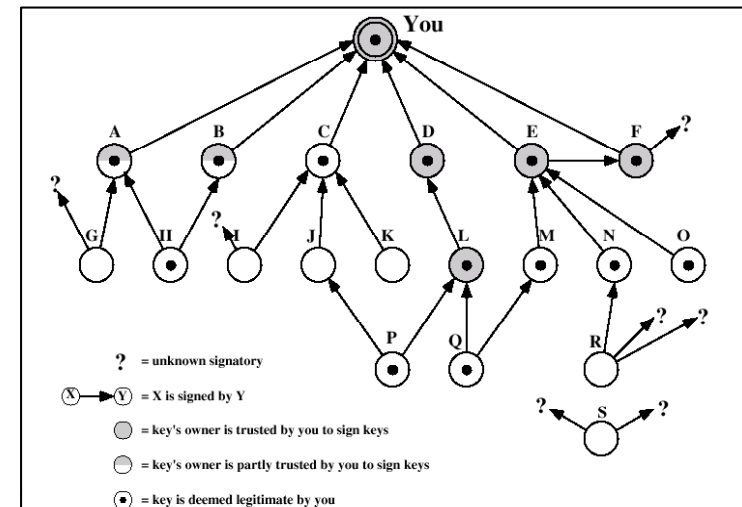 You
A B C D E F ?
? G H ? I J K L M N O
P Q R ? ?
? S ?
? = unknown signatory
X Y = X is signed by Y
= key's owner is trusted by you to sign keys
= key's owner is partly trusted by you to sign keys
= key is deemed legitimate by you